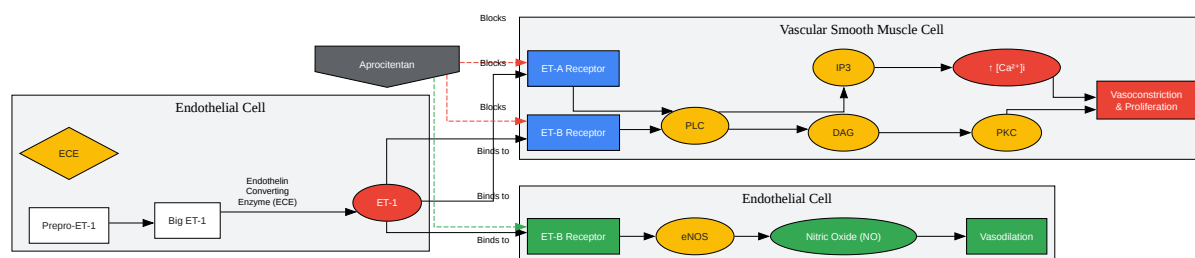 Blocks
Vascular Smooth Muscle Cell
Aprocitentan
Blocks
ET-A Receptor
IP3
↑ [Ca²⁺]i
Vasoconstriction
& Proliferation
Endothelial Cell
Blocks
ET-B Receptor
PLC
DAG
PKC
ECE
Binds to
Endothelin
Converting
Enzyme (ECE)
Binds to
Endothelial Cell
Prepro-ET-1
Big ET-1
ET-1
Binds to
ET-B Receptor
eNOS
Nitric Oxide (NO)
Vasodilation